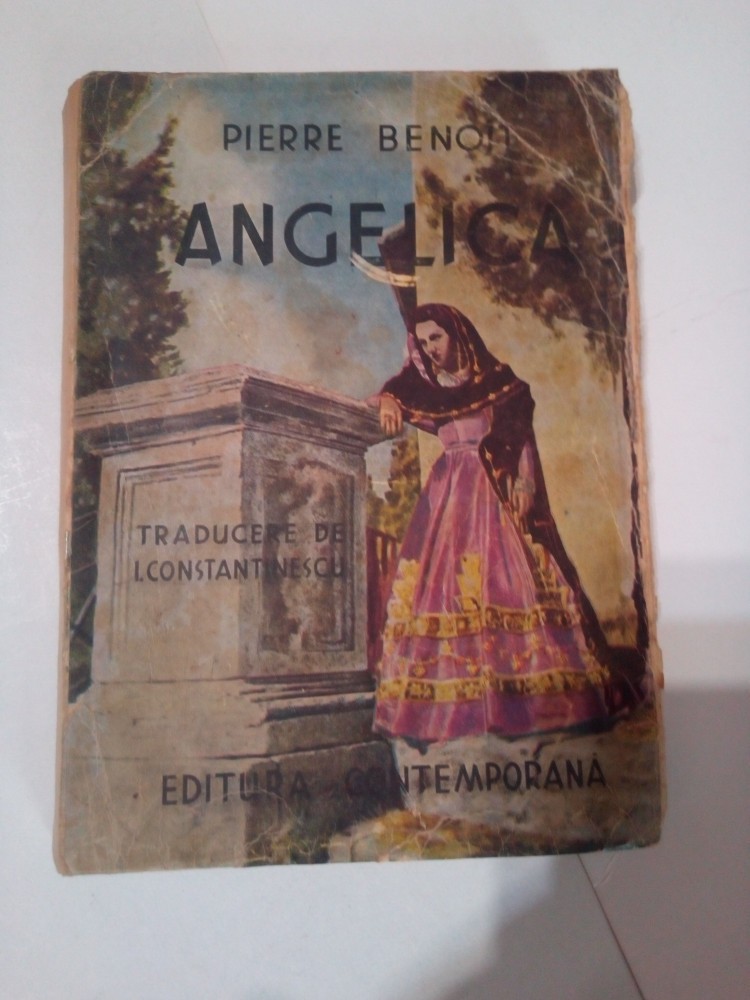 PIERRE BENOIT
ANGELICA
TRADUCERE DE
I.CONSTANTINESCU
EDITURA CONTEMPORANA